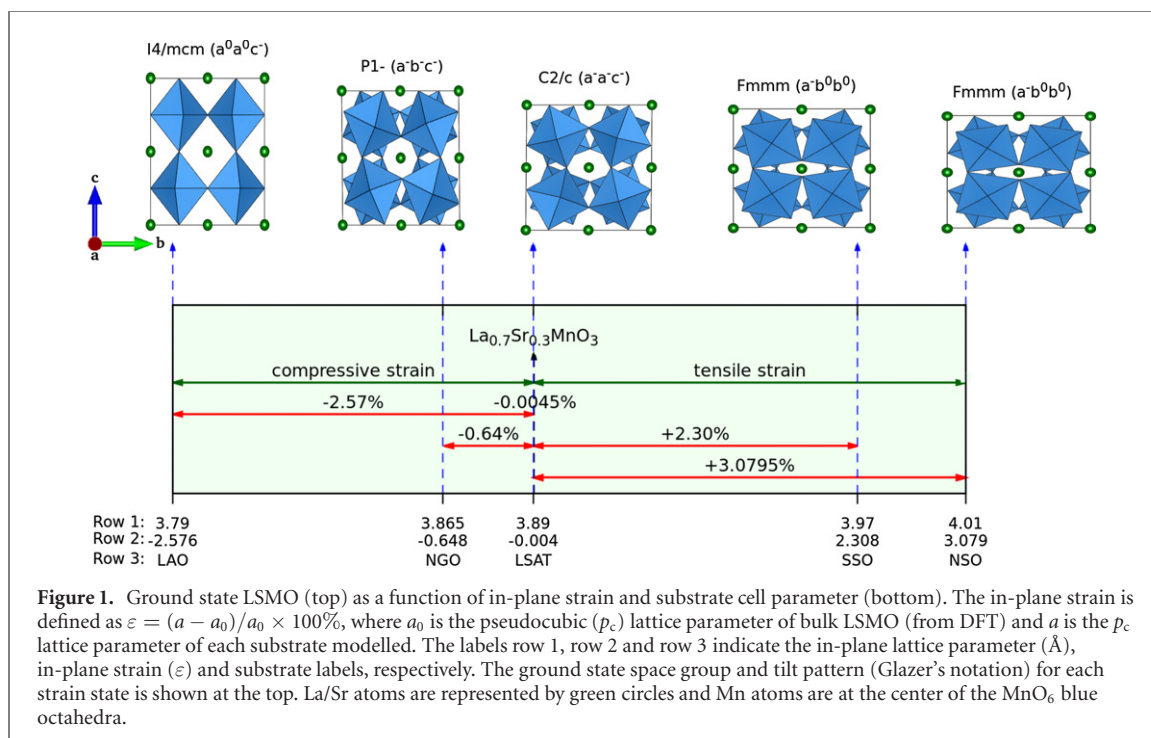 I4/mcm (a⁰a⁰c⁻)
P1- (a⁻b⁻c⁻)
C2/c (a⁻a⁻c⁻)
Fmmm (a⁻b⁰b⁰)
Fmmm (a⁻b⁰b⁰)
c
b
a
La₀.₇Sr₀.₃MnO₃
compressive strain
tensile strain
-2.57%
-0.0045%
-0.64%
+2.30%
+3.0795%
Row 1: 3.79 3.865 3.89 3.97 4.01
Row 2: -2.576 -0.648 -0.004 2.308 3.079
Row 3: LAO NGO LSAT SSO NSO
Figure 1. Ground state LSMO (top) as a function of in-plane strain and substrate cell parameter (bottom). The in-plane strain is
defined as ε = (a − a₀)/a₀ × 100%, where a₀ is the pseudocubic (p_c) lattice parameter of bulk LSMO (from DFT) and a is the p_c
lattice parameter of each substrate modelled. The labels row 1, row 2 and row 3 indicate the in-plane lattice parameter (Å),
in-plane strain (ε) and substrate labels, respectively. The ground state space group and tilt pattern (Glazer's notation) for each
strain state is shown at the top. La/Sr atoms are represented by green circles and Mn atoms are at the center of the MnO₆ blue
octahedra.